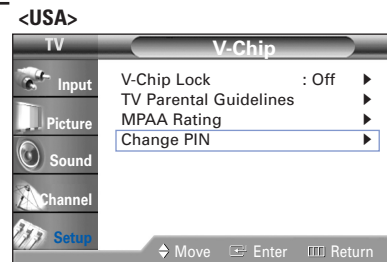 <USA>
TV
V-Chip
Input
Picture
Sound
Channel
Setup
V-Chip Lock : Off
TV Parental Guidelines
MPAA Rating
Change PIN
Move Enter Return